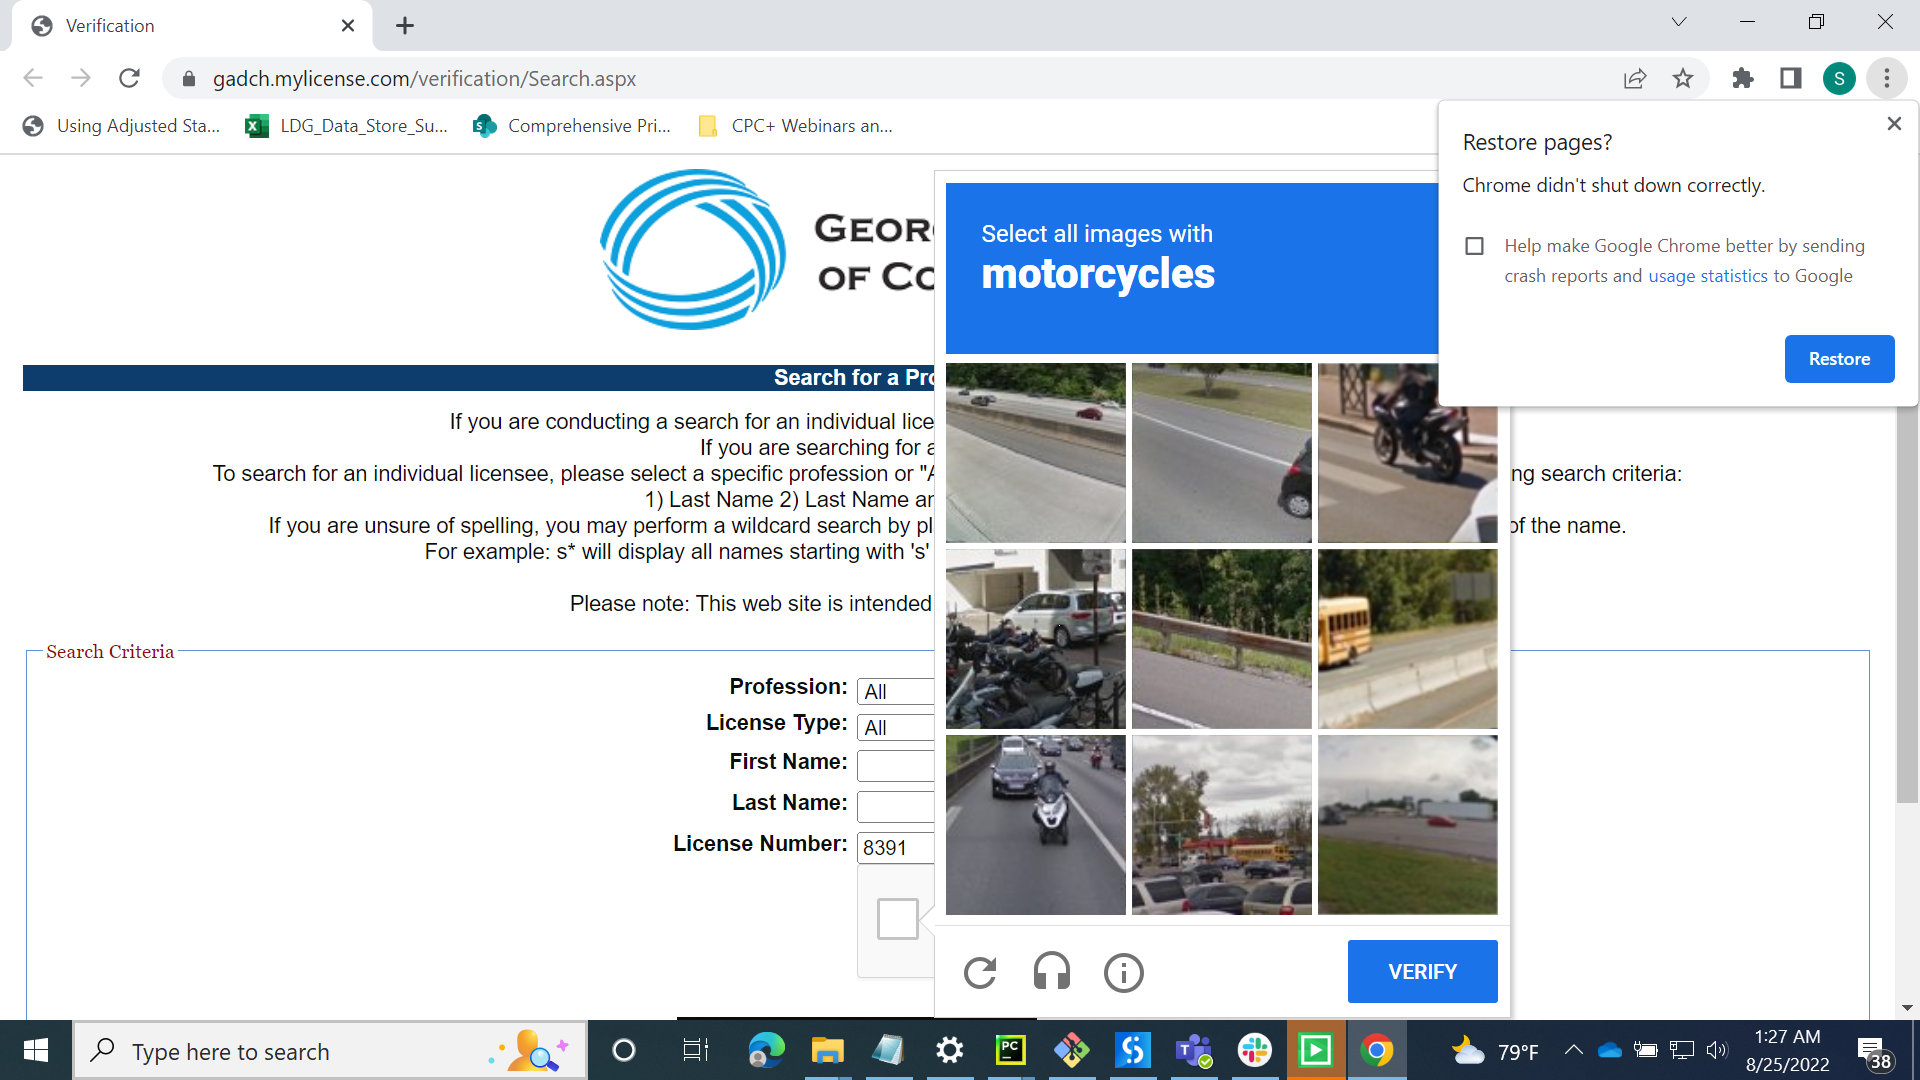 Verification
gadch.mylicense.com/verification/Search.aspx
S
Using Adjusted Sta...
LDG_Data_Store_Su...
Comprehensive Pri...
CPC+ Webinars an...
Restore pages?
Chrome didn't shut down correctly.
Help make Google Chrome better by sending
crash reports and usage statistics to Google
Restore
GEOR
OF CO
Select all images with
motorcycles
Search for a Pro
If you are conducting a search for an individual lice
If you are searching for a
To search for an individual licensee, please select a specific profession or "A
ng search criteria:
1) Last Name 2) Last Name an
If you are unsure of spelling, you may perform a wildcard search by pl
of the name.
For example: s* will display all names starting with 's'
Please note: This web site is intended
Search Criteria
Profession:
All
License Type:
All
First Name:
Last Name:
License Number:
8391
VERIFY
Type here to search
PC
79°F
1:27 AM
8/25/2022
38